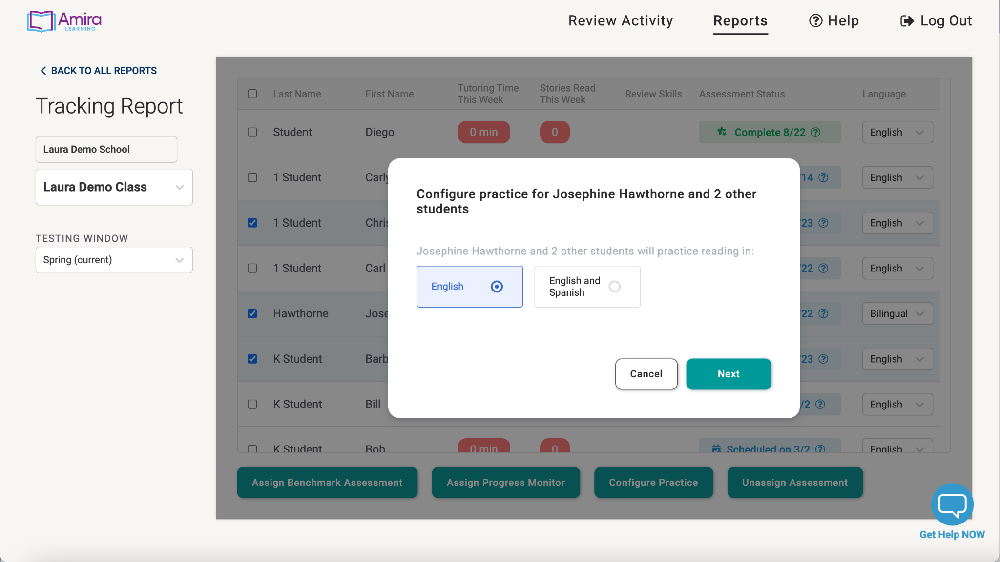 Amira
LEARNING
Review Activity
Reports
Help
Log Out
BACK TO ALL REPORTS
Tracking Report
Laura Demo School
Laura Demo Class
TESTING WINDOW
Spring (current)
Last Name First Name Tutoring Time This Week Stories Read This Week Review Skills Assessment Status Language
Student Diego 0 min 0 Complete 8/22 English
1 Student Carly /14 English
1 Student Chris /23 English
1 Student Carl /22 English
Hawthorne Jose /22 Bilingual
K Student Barb /23 English
K Student Bill /2 English
K Student Bob 0 min 0 Scheduled on 3/2 English
Configure practice for Josephine Hawthorne and 2 other
students
Josephine Hawthorne and 2 other students will practice reading in:
English
English and
Spanish
Cancel
Next
Assign Benchmark Assessment
Assign Progress Monitor
Configure Practice
Unassign Assessment
Get Help NOW